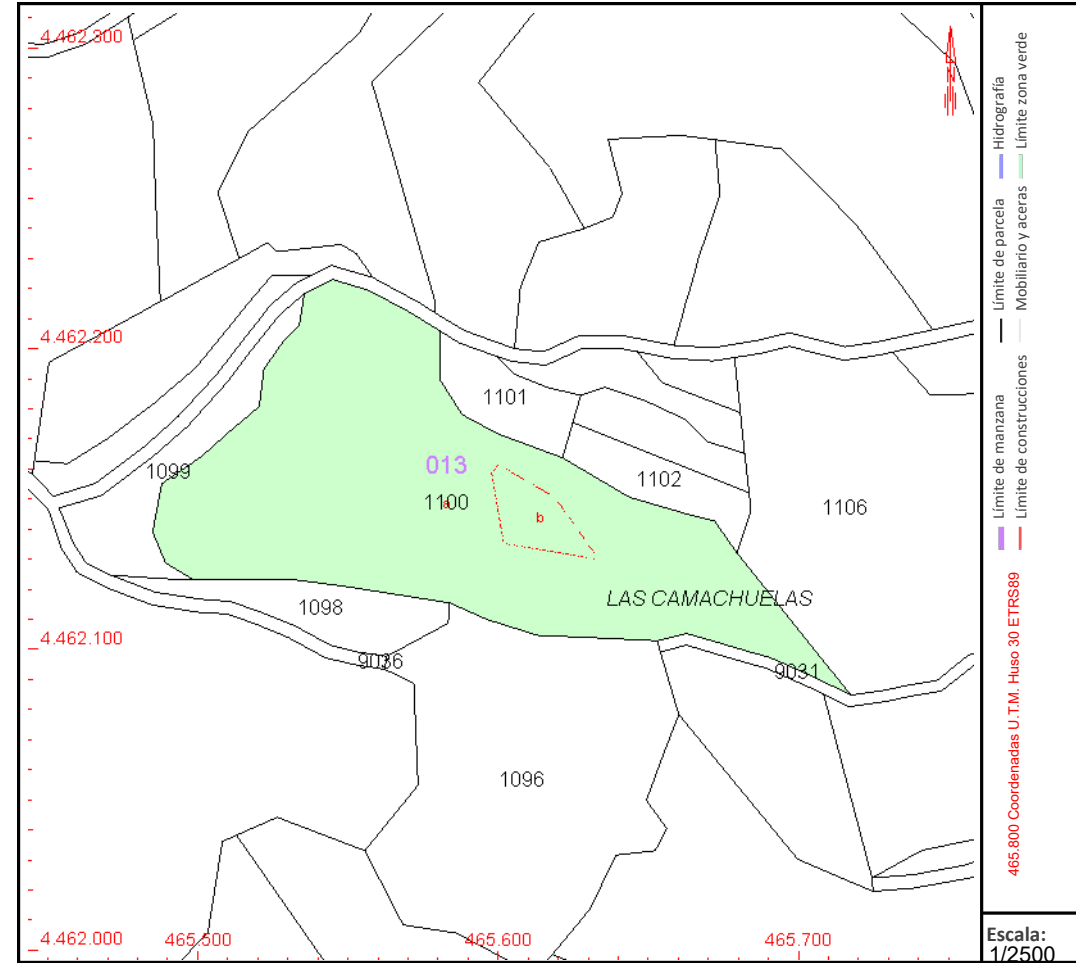 4.462.300
4.462.200
1101
013
1099
1102
1100
a
b
1106
LAS CAMACHUELAS
1098
4.462.100
9036
9031
1096
4.462.000
465.500
465.600
465.700
N
Hidrografía
Límite zona verde
Límite de parcela
Mobiliario y aceras
Límite de manzana
Límite de construcciones
465.800 Coordenadas U.T.M. Huso 30 ETRS89
Escala:
1/2500